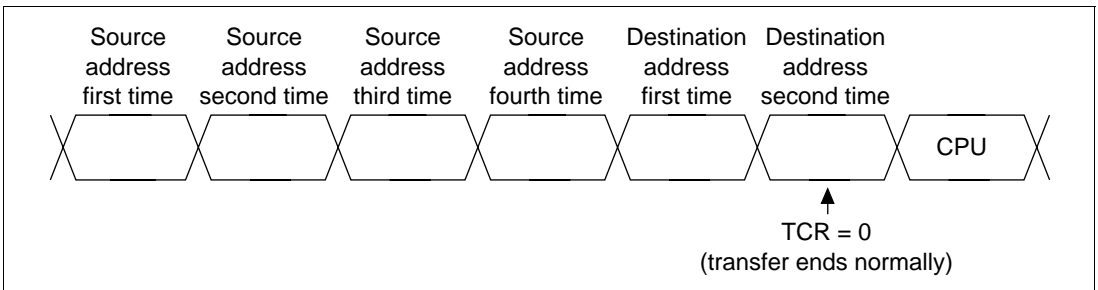 Source
address
first time
Source
address
second time
Source
address
third time
Source
address
fourth time
Destination
address
first time
Destination
address
second time
CPU
TCR = 0
(transfer ends normally)